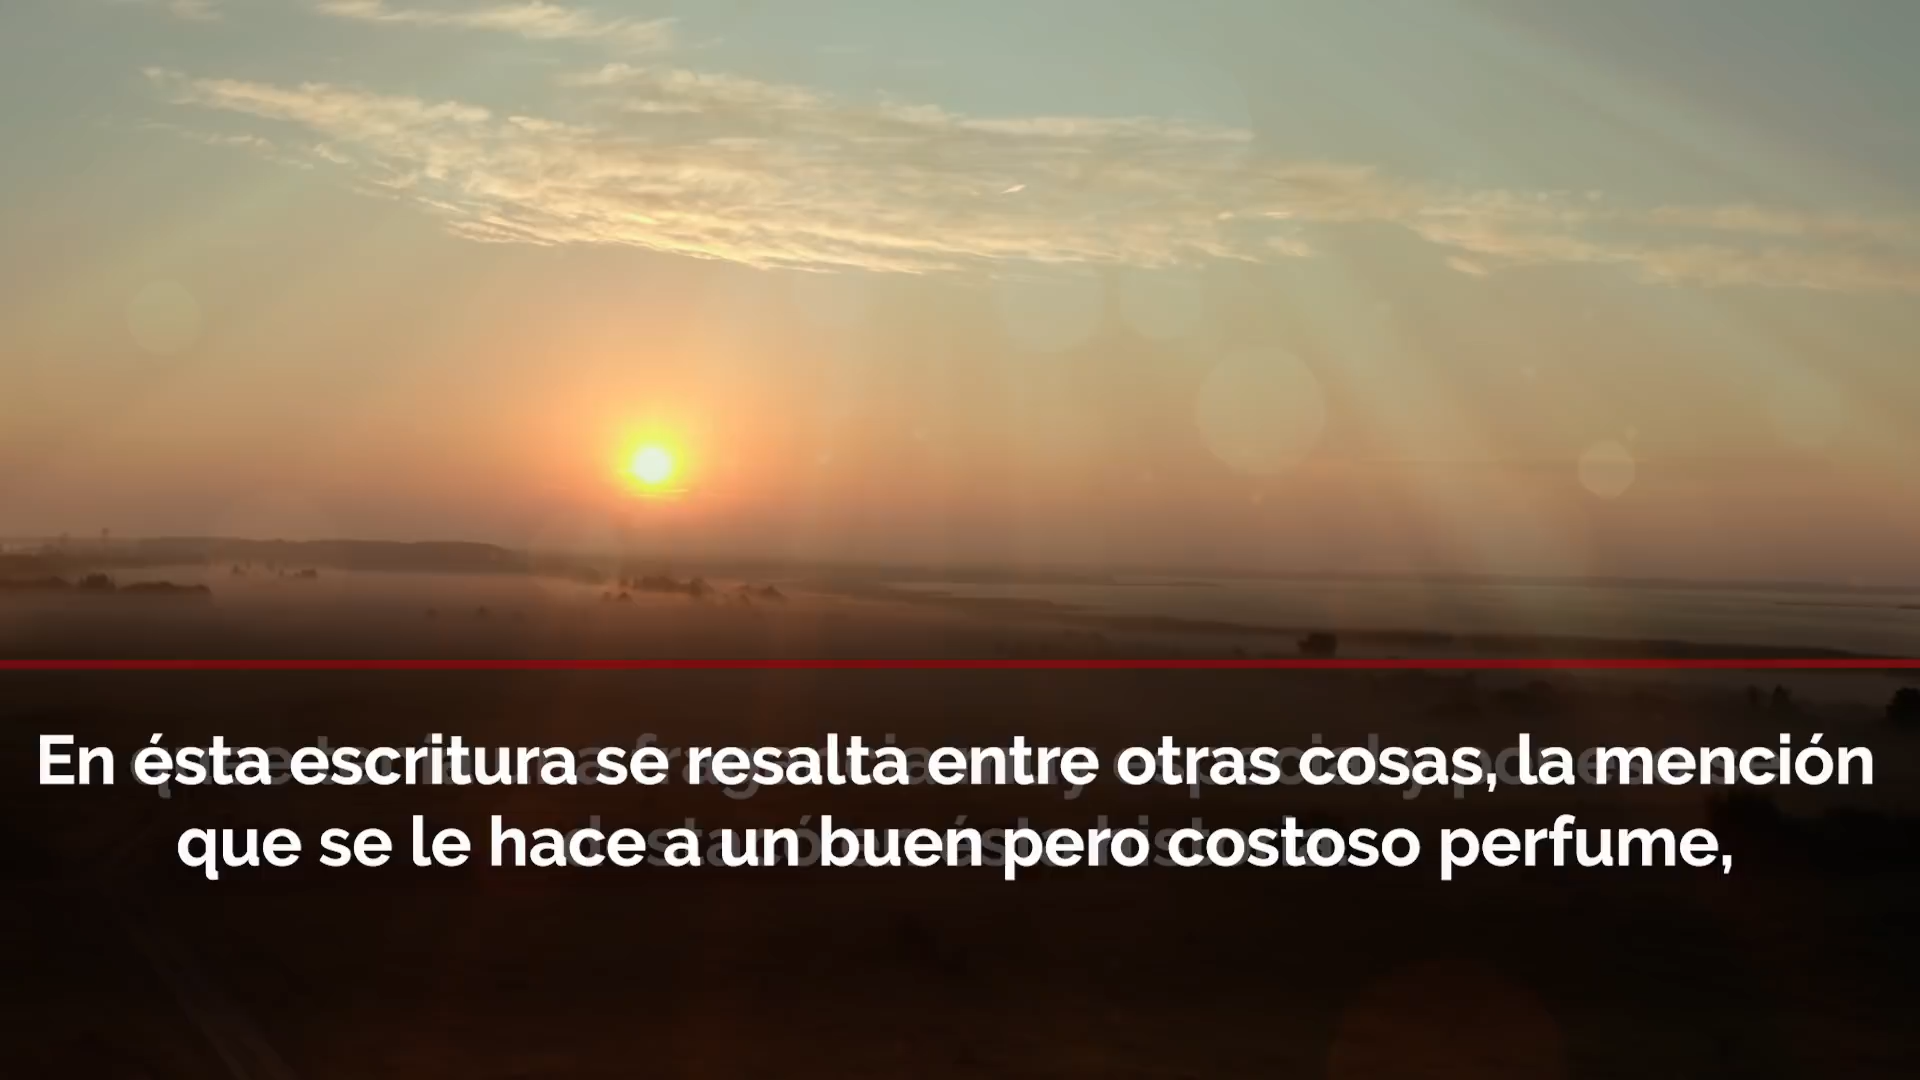 En ésta escritura se resalta entre otras cosas, la mención
que se le hace a un buen pero costoso perfume,